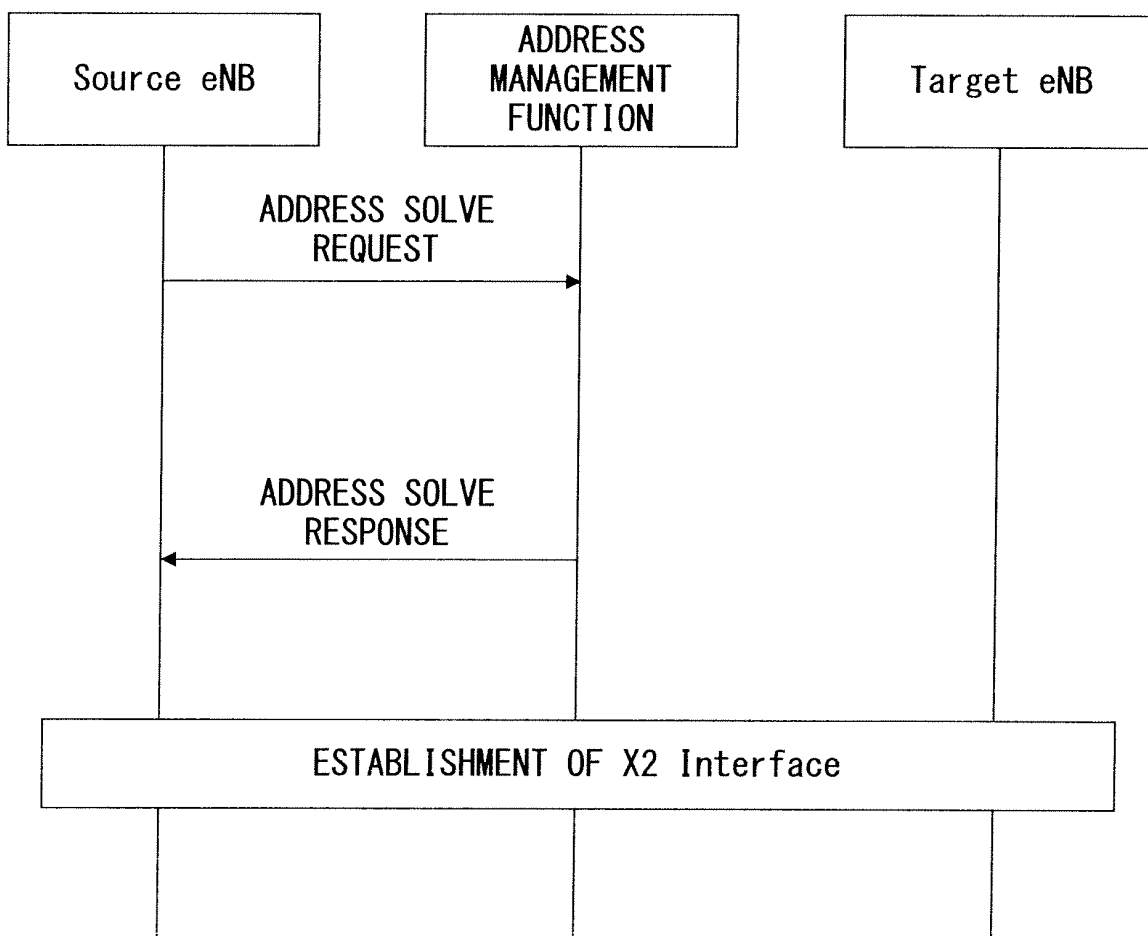 Source eNB
ADDRESS
MANAGEMENT
FUNCTION
Target eNB
ADDRESS SOLVE
REQUEST
ADDRESS SOLVE
RESPONSE
ESTABLISHMENT OF X2 Interface